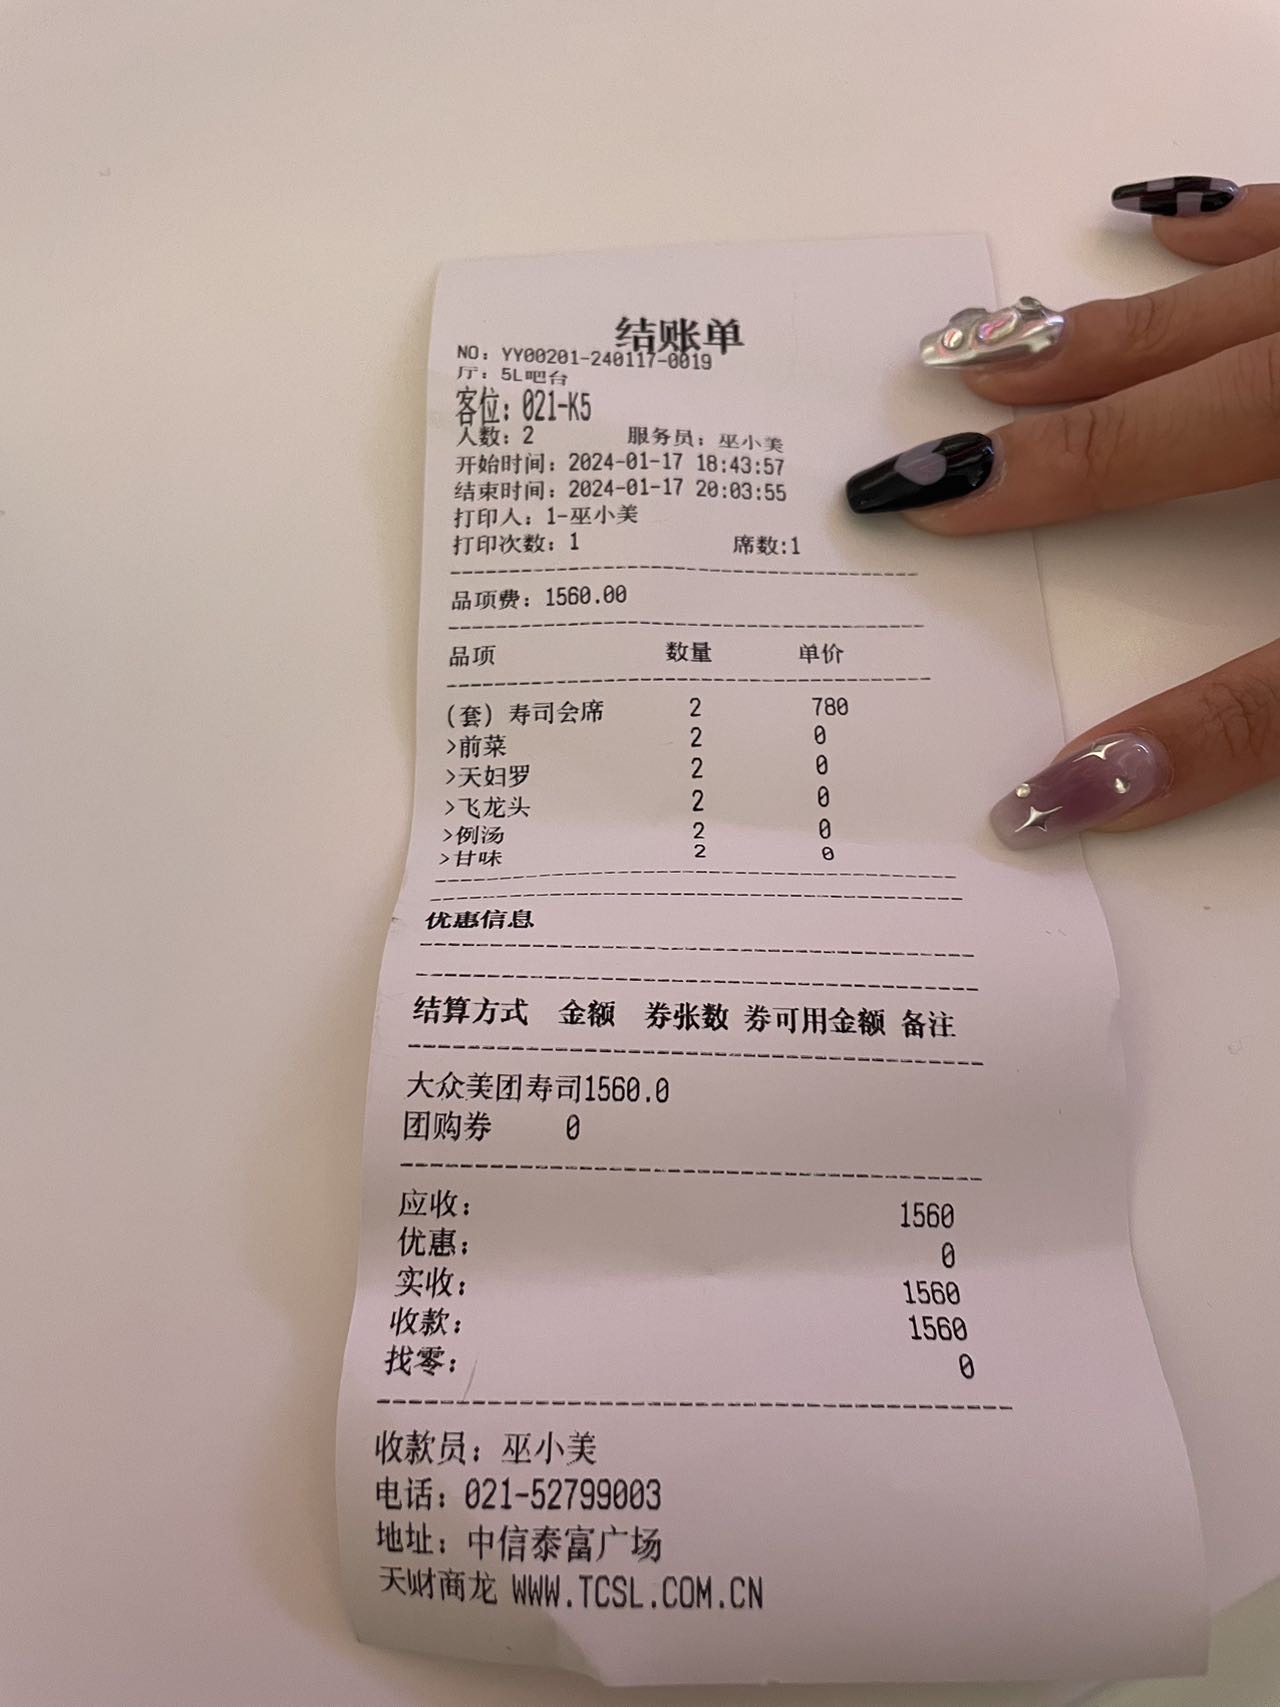 结账单
NO: YY00201-240117-0019
厅: 5L吧台
客位: 021-K5
人数: 2 服务员: 巫小美
开始时间: 2024-01-17 18:43:57
结束时间: 2024-01-17 20:03:55
打印人: 1-巫小美
打印次数: 1 席数:1
品项费: 1560.00
品项 数量 单价
(套) 寿司会席 2 780
>前菜 2 0
>天妇罗 2 0
>飞龙头 2 0
>例汤 2 0
>甘味 2 0
优惠信息
结算方式 金额 券张数 券可用金额 备注
大众美团寿司1560.0
团购券 0
应收: 1560
优惠: 0
实收: 1560
收款: 1560
找零: 0
收款员: 巫小美
电话: 021-52799003
地址: 中信泰富广场
天财商龙 WWW.TCSL.COM.CN